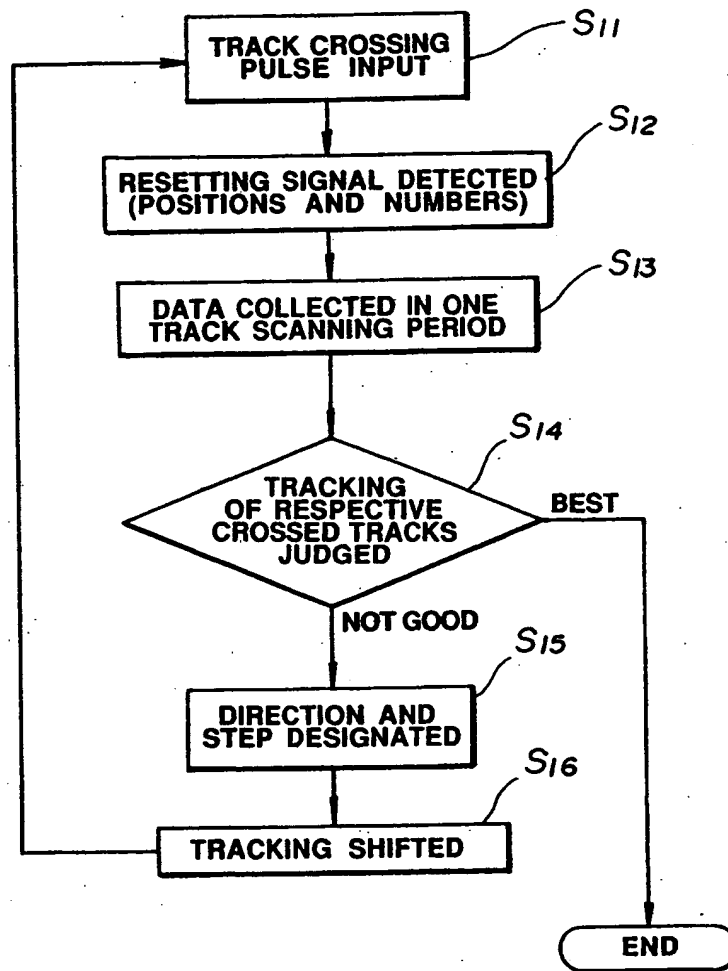 TRACK CROSSING
PULSE INPUT
S11
RESETTING SIGNAL DETECTED
(POSITIONS AND NUMBERS)
S12
DATA COLLECTED IN ONE
TRACK SCANNING PERIOD
S13
TRACKING
OF RESPECTIVE
CROSSED TRACKS
JUDGED
S14
BEST
NOT GOOD
DIRECTION AND
STEP DESIGNATED
S15
TRACKING SHIFTED
S16
END